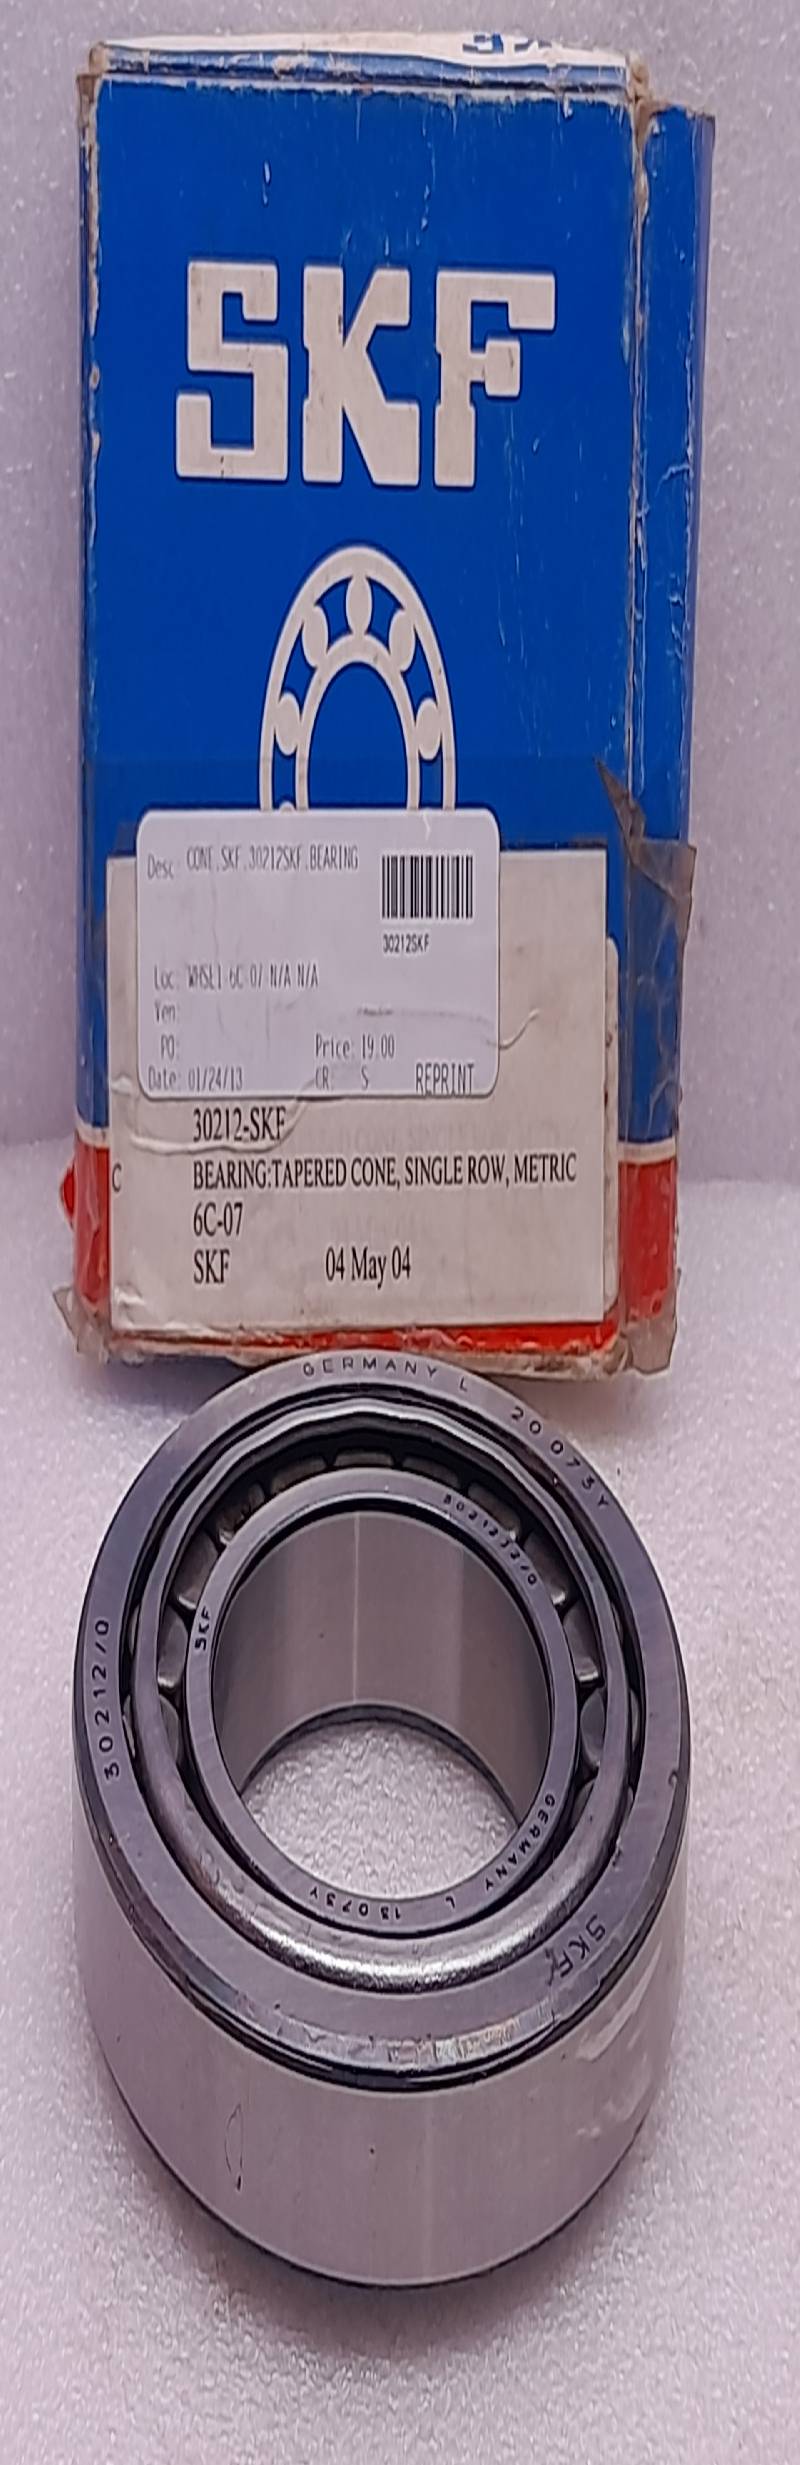 SKF
SKF
Desc CONE.SKF.30212SKF.BEARING
30212SKF
Loc: WHSE1 6C 07 N/A N/A
Ven:
PO: Price: 19.00
Date: 01/24/13 CR: S REPRINT
30212-SKF
C BEARING:TAPERED CONE, SINGLE ROW, METRIC
6C-07
SKF 04 May 04
GERMANY L 20073Y
30212J2/Q
SKF
30212/Q
GERMANY L 13073Y
SKF